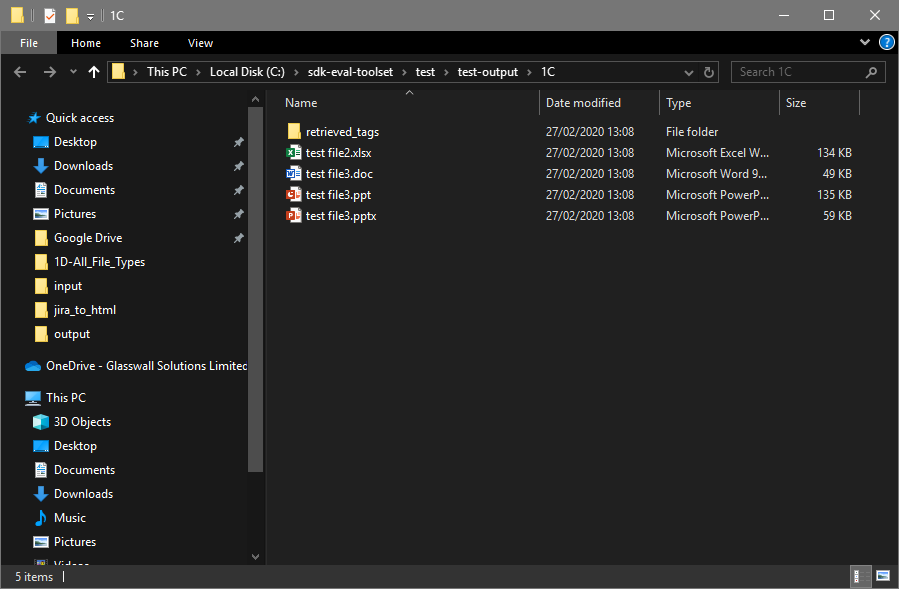 1C
File Home Share View
This PC Local Disk (C:) sdk-eval-toolset test test-output 1C Search 1C
Name Date modified Type Size
Quick access
Desktop
Downloads
Documents
Pictures
Google Drive
1D-All_File_Types
input
jira_to_html
output
OneDrive - Glasswall Solutions Limited
This PC
3D Objects
Desktop
Documents
Downloads
Music
Pictures
Videos
retrieved_tags 27/02/2020 13:08 File folder
test file2.xlsx 27/02/2020 13:08 Microsoft Excel W... 134 KB
test file3.doc 27/02/2020 13:08 Microsoft Word 9... 49 KB
test file3.ppt 27/02/2020 13:08 Microsoft PowerP... 135 KB
test file3.pptx 27/02/2020 13:08 Microsoft PowerP... 59 KB
5 items